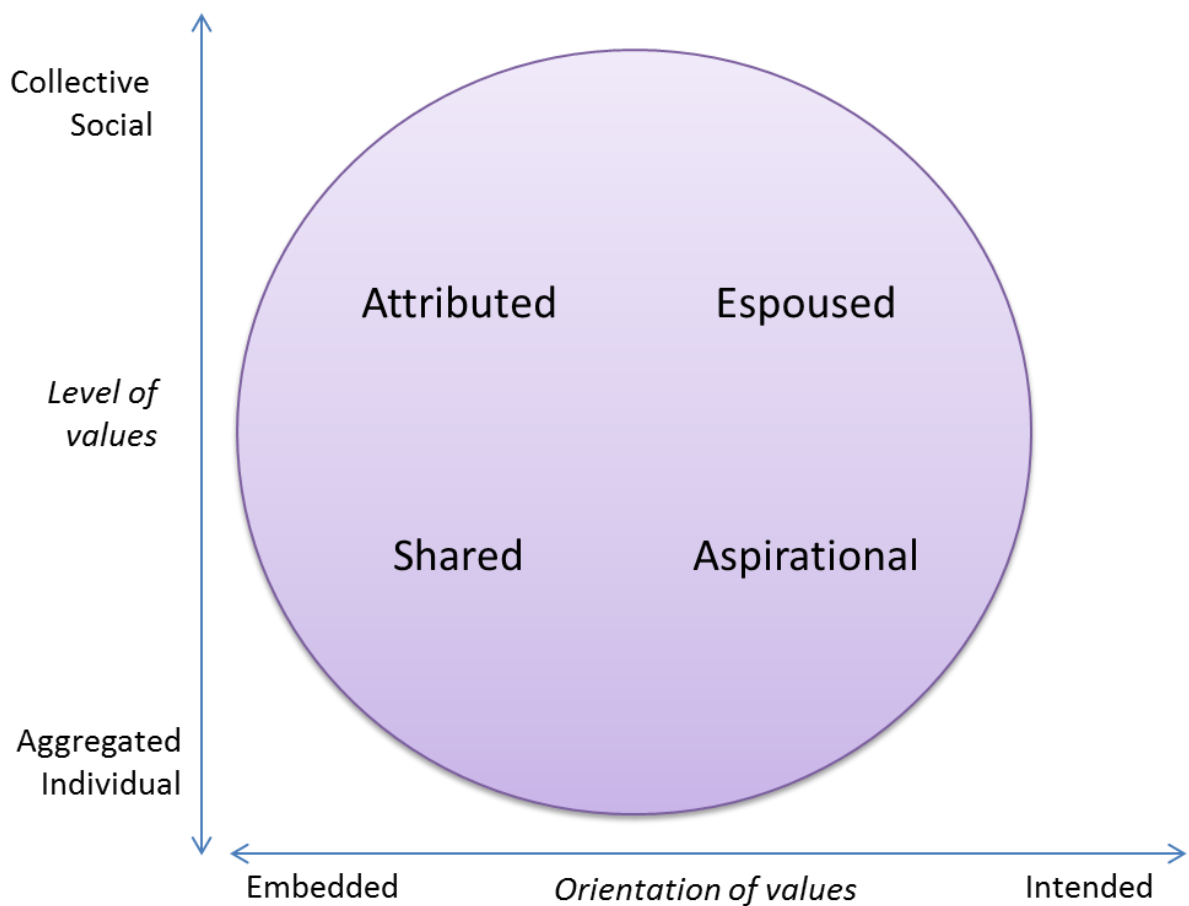 Collective
Social
Attributed
Espoused
Level of
values
Shared
Aspirational
Aggregated
Individual
Embedded
Orientation of values
Intended